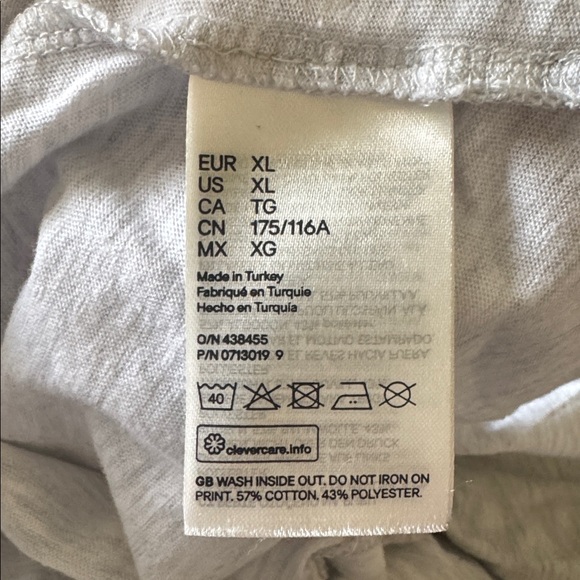 EUR XL
US XL
CA TG
CN 175/116A
MX XG
Made in Turkey
Fabriqué en Turquie
Hecho en Turquía
O/N 438455
P/N 0713019 9
40
clevercare.info
GB WASH INSIDE OUT. DO NOT IRON ON
PRINT. 57% COTTON. 43% POLYESTER.